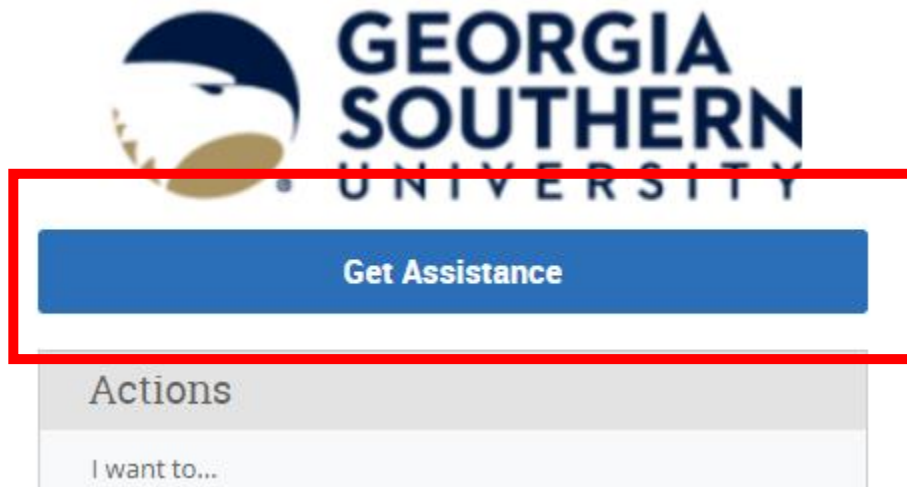 GEORGIA
SOUTHERN
UNIVERSITY
®
Get Assistance
Actions
I want to...